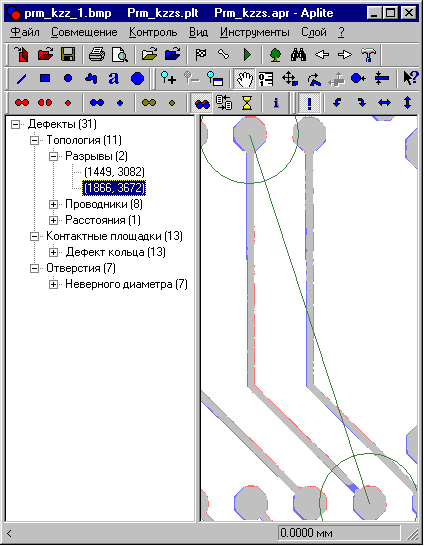 prm_kzz_1.bmp Prm_kzzs.plt Prm_kzzs.apr - Aplite
Файл Совмещение Контроль Вид Инструменты Слой ?
Дефекты (31)
Топология (11)
Разрывы (2)
(1449, 3082)
(1866, 3672)
Проводники (8)
Расстояния (1)
Контактные площадки (13)
Дефект кольца (13)
Отверстия (7)
Неверного диаметра (7)
< 0.0000 мм